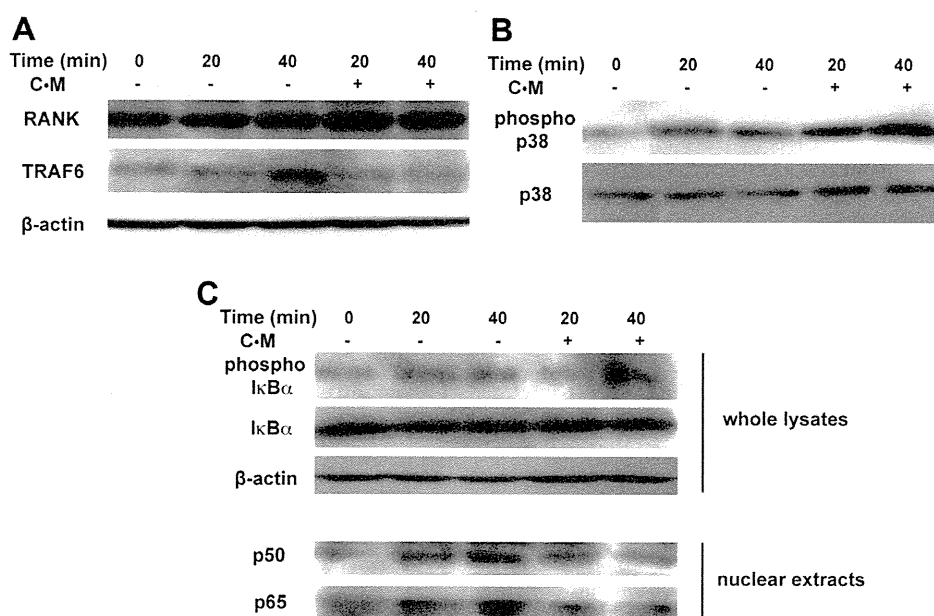 A
Time (min) 0 20 40 20 40
C•M - - - + +
RANK
TRAF6
β-actin
B
Time (min) 0 20 40 20 40
C•M - - - + +
phospho
p38
p38
C
Time (min) 0 20 40 20 40
C•M - - - + +
phospho
IκBα
IκBα
β-actin
whole lysates
p50
p65
nuclear extracts